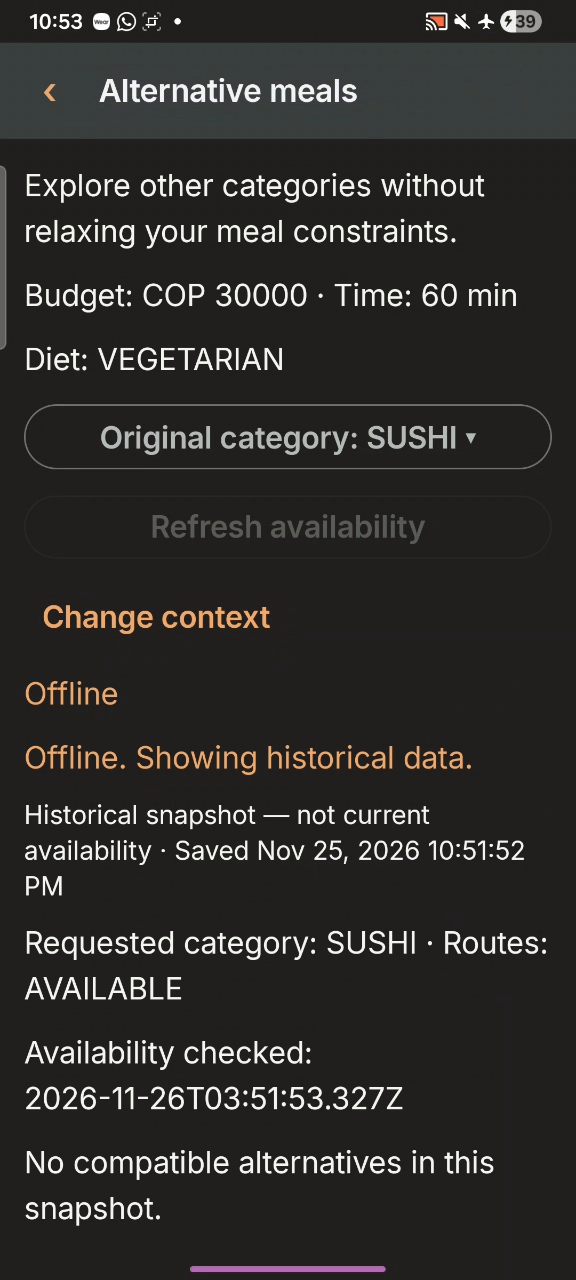 10:53
Wear
39
Alternative meals
Explore other categories without
relaxing your meal constraints.
Budget: COP 30000 · Time: 60 min
Diet: VEGETARIAN
Original category: SUSHI ▾
Refresh availability
Change context
Offline
Offline. Showing historical data.
Historical snapshot — not current
availability · Saved Nov 25, 2026 10:51:52
PM
Requested category: SUSHI · Routes:
AVAILABLE
Availability checked:
2026-11-26T03:51:53.327Z
No compatible alternatives in this
snapshot.